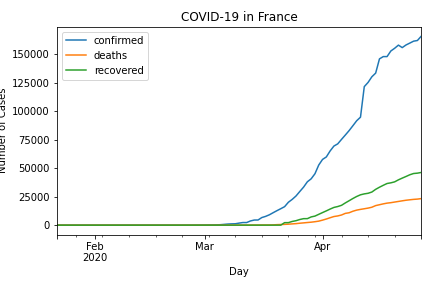 COVID-19 in France
confirmed
deaths
recovered
150000
125000
100000
75000
50000
25000
0
Number of Cases
Feb
2020
Mar
Apr
Day